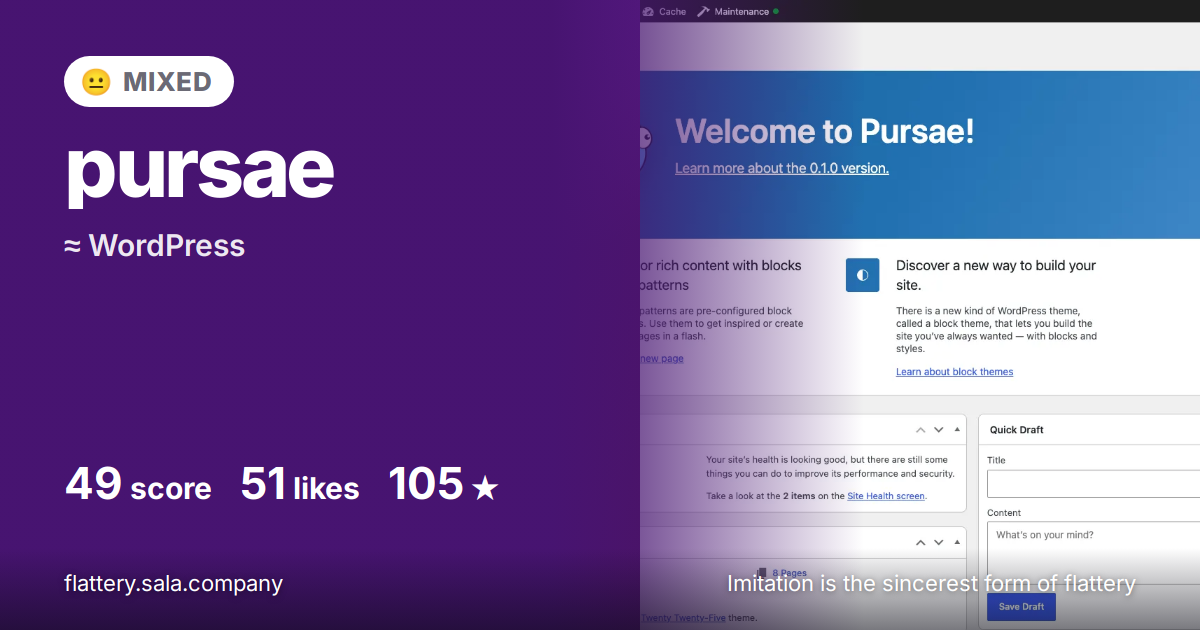 MIXED
pursae
≈ WordPress
49 score 51 likes 105 ★
flattery.sala.company
Cache Maintenance
Welcome to Pursae!
Learn more about the 0.1.0 version.
or rich content with blocks
patterns
patterns are pre-configured block
s. Use them to get inspired or create
ages in a flash.
new page
Discover a new way to build your
site.
There is a new kind of WordPress theme,
called a block theme, that lets you build the
site you've always wanted — with blocks and
styles.
Learn about block themes
Your site's health is looking good, but there are still some
things you can do to improve its performance and security.
Take a look at the 2 items on the Site Health screen.
8 Pages
Twenty Twenty-Five theme.
Quick Draft
Title
Content
What's on your mind?
Imitation is the sincerest form of flattery
Save Draft